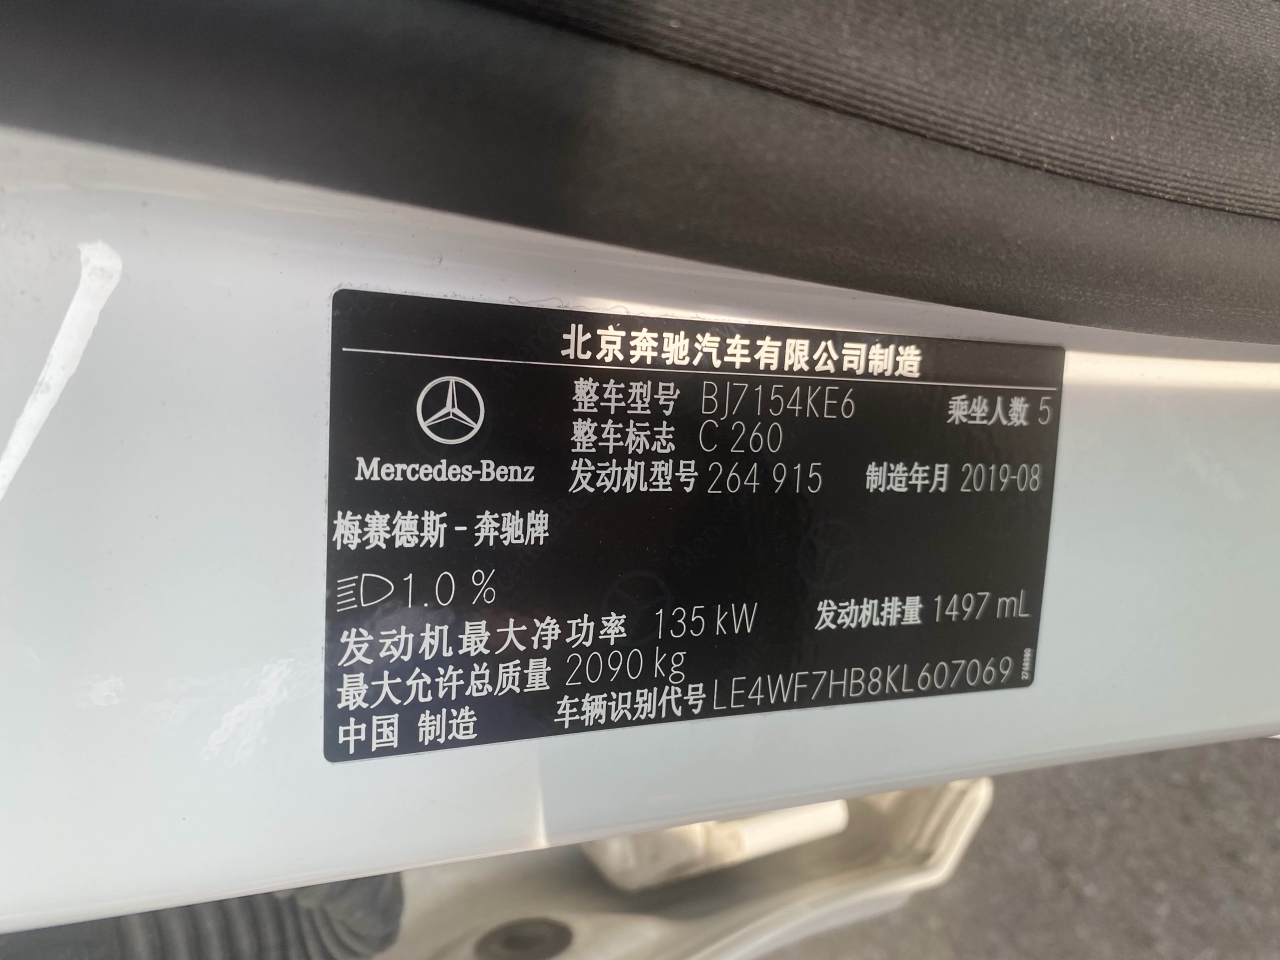 北京奔驰汽车有限公司制造
整车型号 BJ7154KE6 乘坐人数 5
整车标志 C 260
发动机型号 264 915 制造年月 2019-08
Mercedes-Benz
梅赛德斯-奔驰牌
1.0 %
发动机最大净功率 135 kW 发动机排量 1497 mL
最大允许总质量 2090 kg
中国 制造 车辆识别代号 LE4WF7HB8KL607069